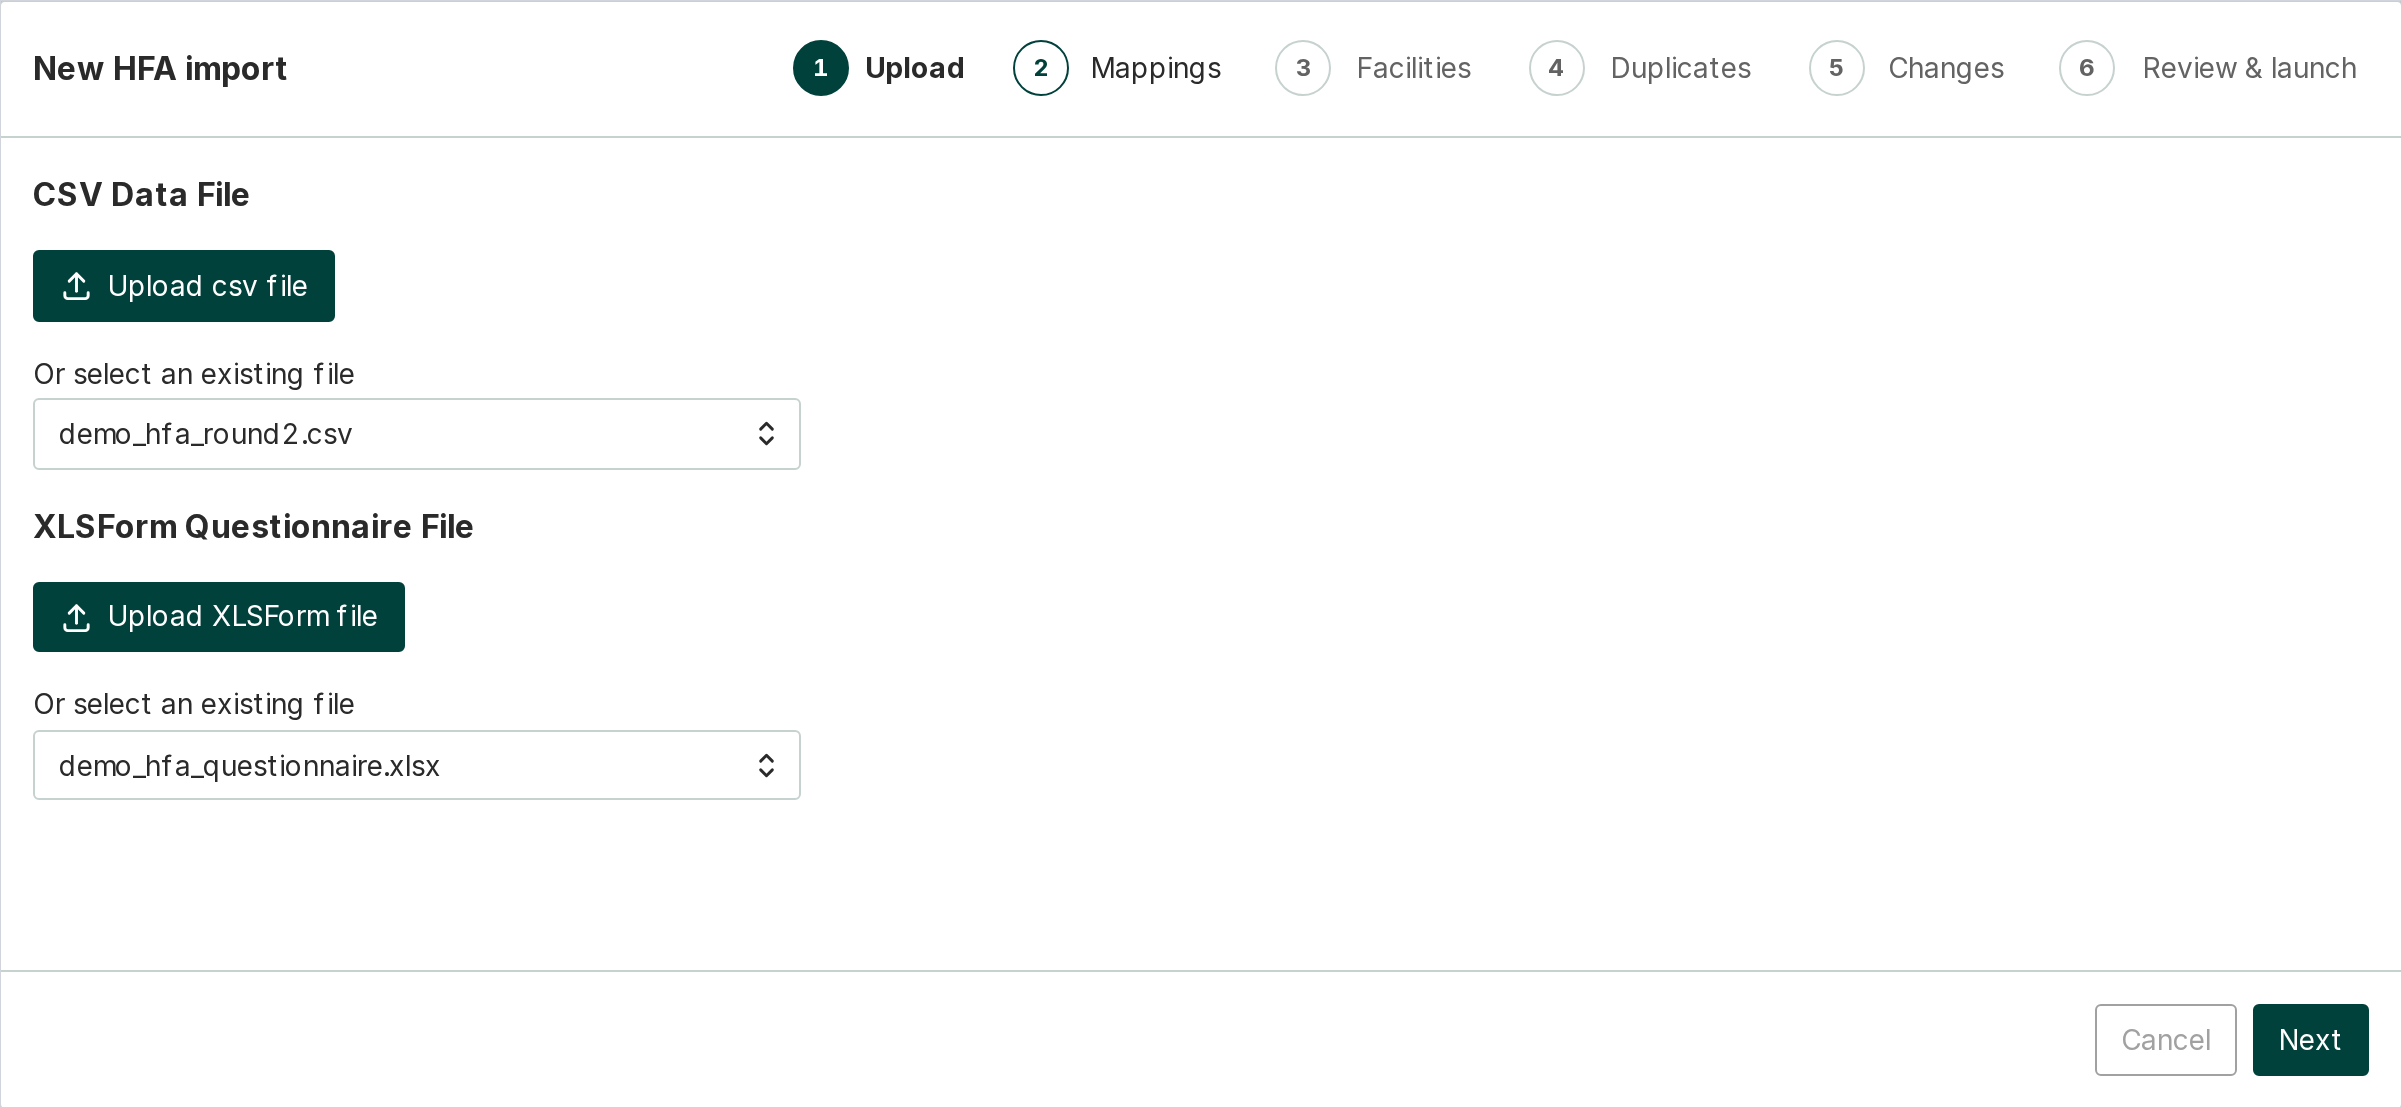 New HFA import
1 Upload 2 Mappings 3 Facilities 4 Duplicates 5 Changes 6 Review & launch
CSV Data File
Upload csv file
Or select an existing file
demo_hfa_round2.csv
XLSForm Questionnaire File
Upload XLSForm file
Or select an existing file
demo_hfa_questionnaire.xlsx
Cancel Next